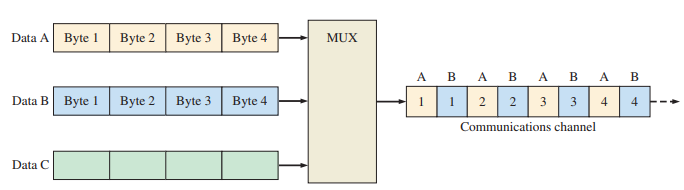 Data A Byte 1 Byte 2 Byte 3 Byte 4 MUX
A B A B A B A B
Data B Byte 1 Byte 2 Byte 3 Byte 4 1 1 2 2 3 3 4 4
Communications channel
Data C